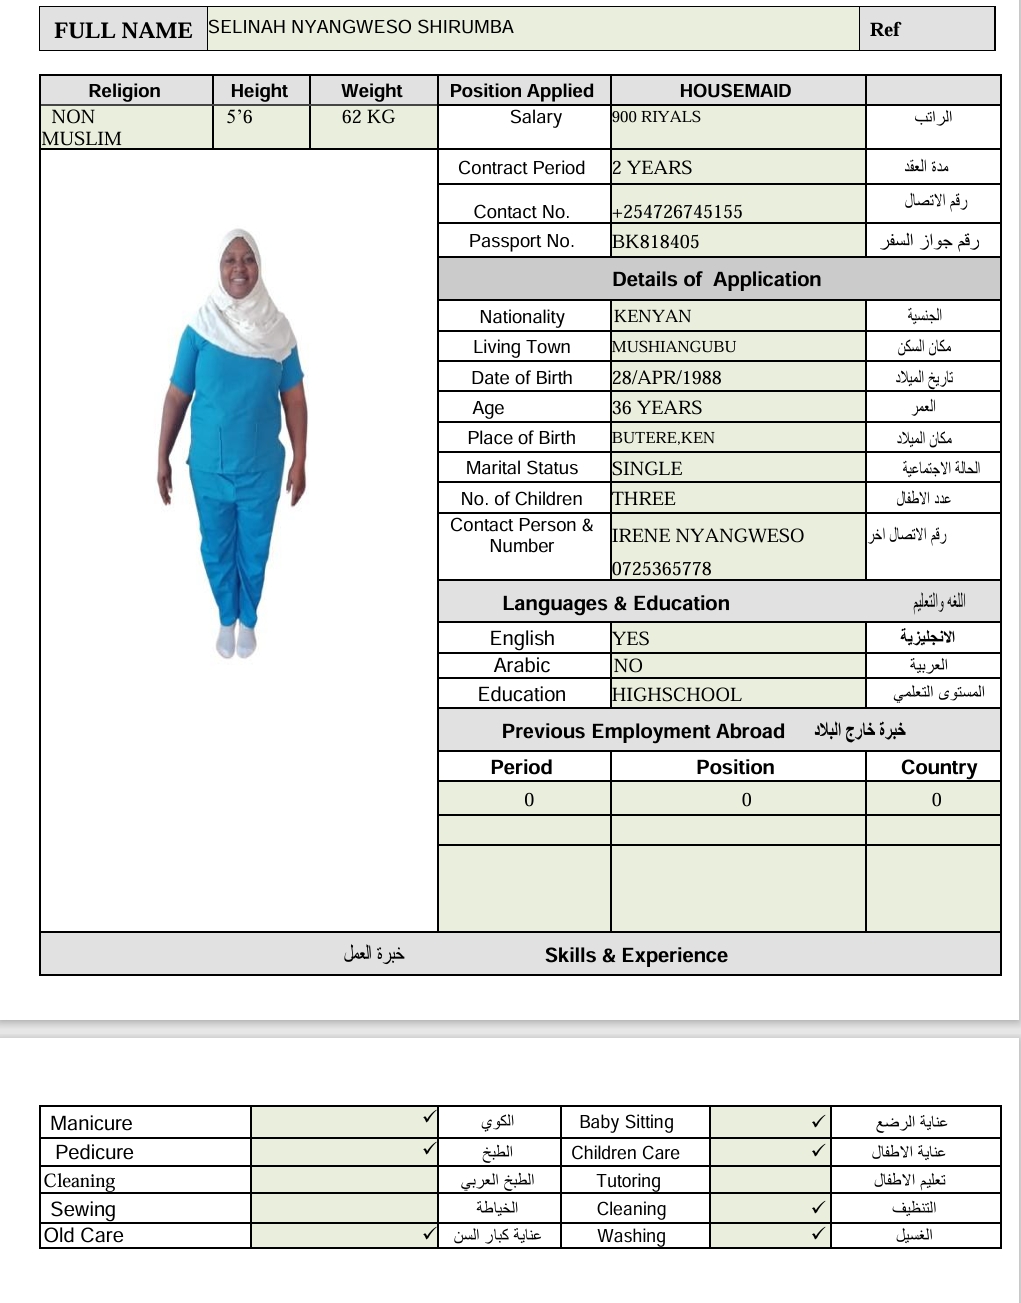 FULL NAME SELINAH NYANGWESO SHIRUMBA Ref
Religion Height Weight Position Applied HOUSEMAID
NON MUSLIM 5’6 62 KG Salary 900 RIYALS الراتب
Contract Period 2 YEARS مدة العقد
Contact No. +254726745155 رقم الاتصال
Passport No. BK818405 رقم جواز السفر
Details of Application
Nationality KENYAN الجنسية
Living Town MUSHIANGUBU مكان السكن
Date of Birth 28/APR/1988 تاريخ الميلاد
Age 36 YEARS العمر
Place of Birth BUTERE,KEN مكان الميلاد
Marital Status SINGLE الحالة الاجتماعية
No. of Children THREE عدد الاطفال
Contact Person & Number IRENE NYANGWESO رقم الاتصال اخر
0725365778
Languages & Education اللغه والتعليم
English YES الانجليزية
Arabic NO العربية
Education HIGHSCHOOL المستوى التعلمي
Previous Employment Abroad خبرة خارج البلاد
Period Position Country
0 0 0
خبرة العمل Skills & Experience
Manicure ✓ الكوي Baby Sitting ✓ عناية الرضع
Pedicure ✓ الطبخ Children Care ✓ عناية الاطفال
Cleaning الطبخ العربي Tutoring تعليم الاطفال
Sewing الخياطة Cleaning ✓ التنظيف
Old Care ✓ عناية كبار السن Washing ✓ الغسيل